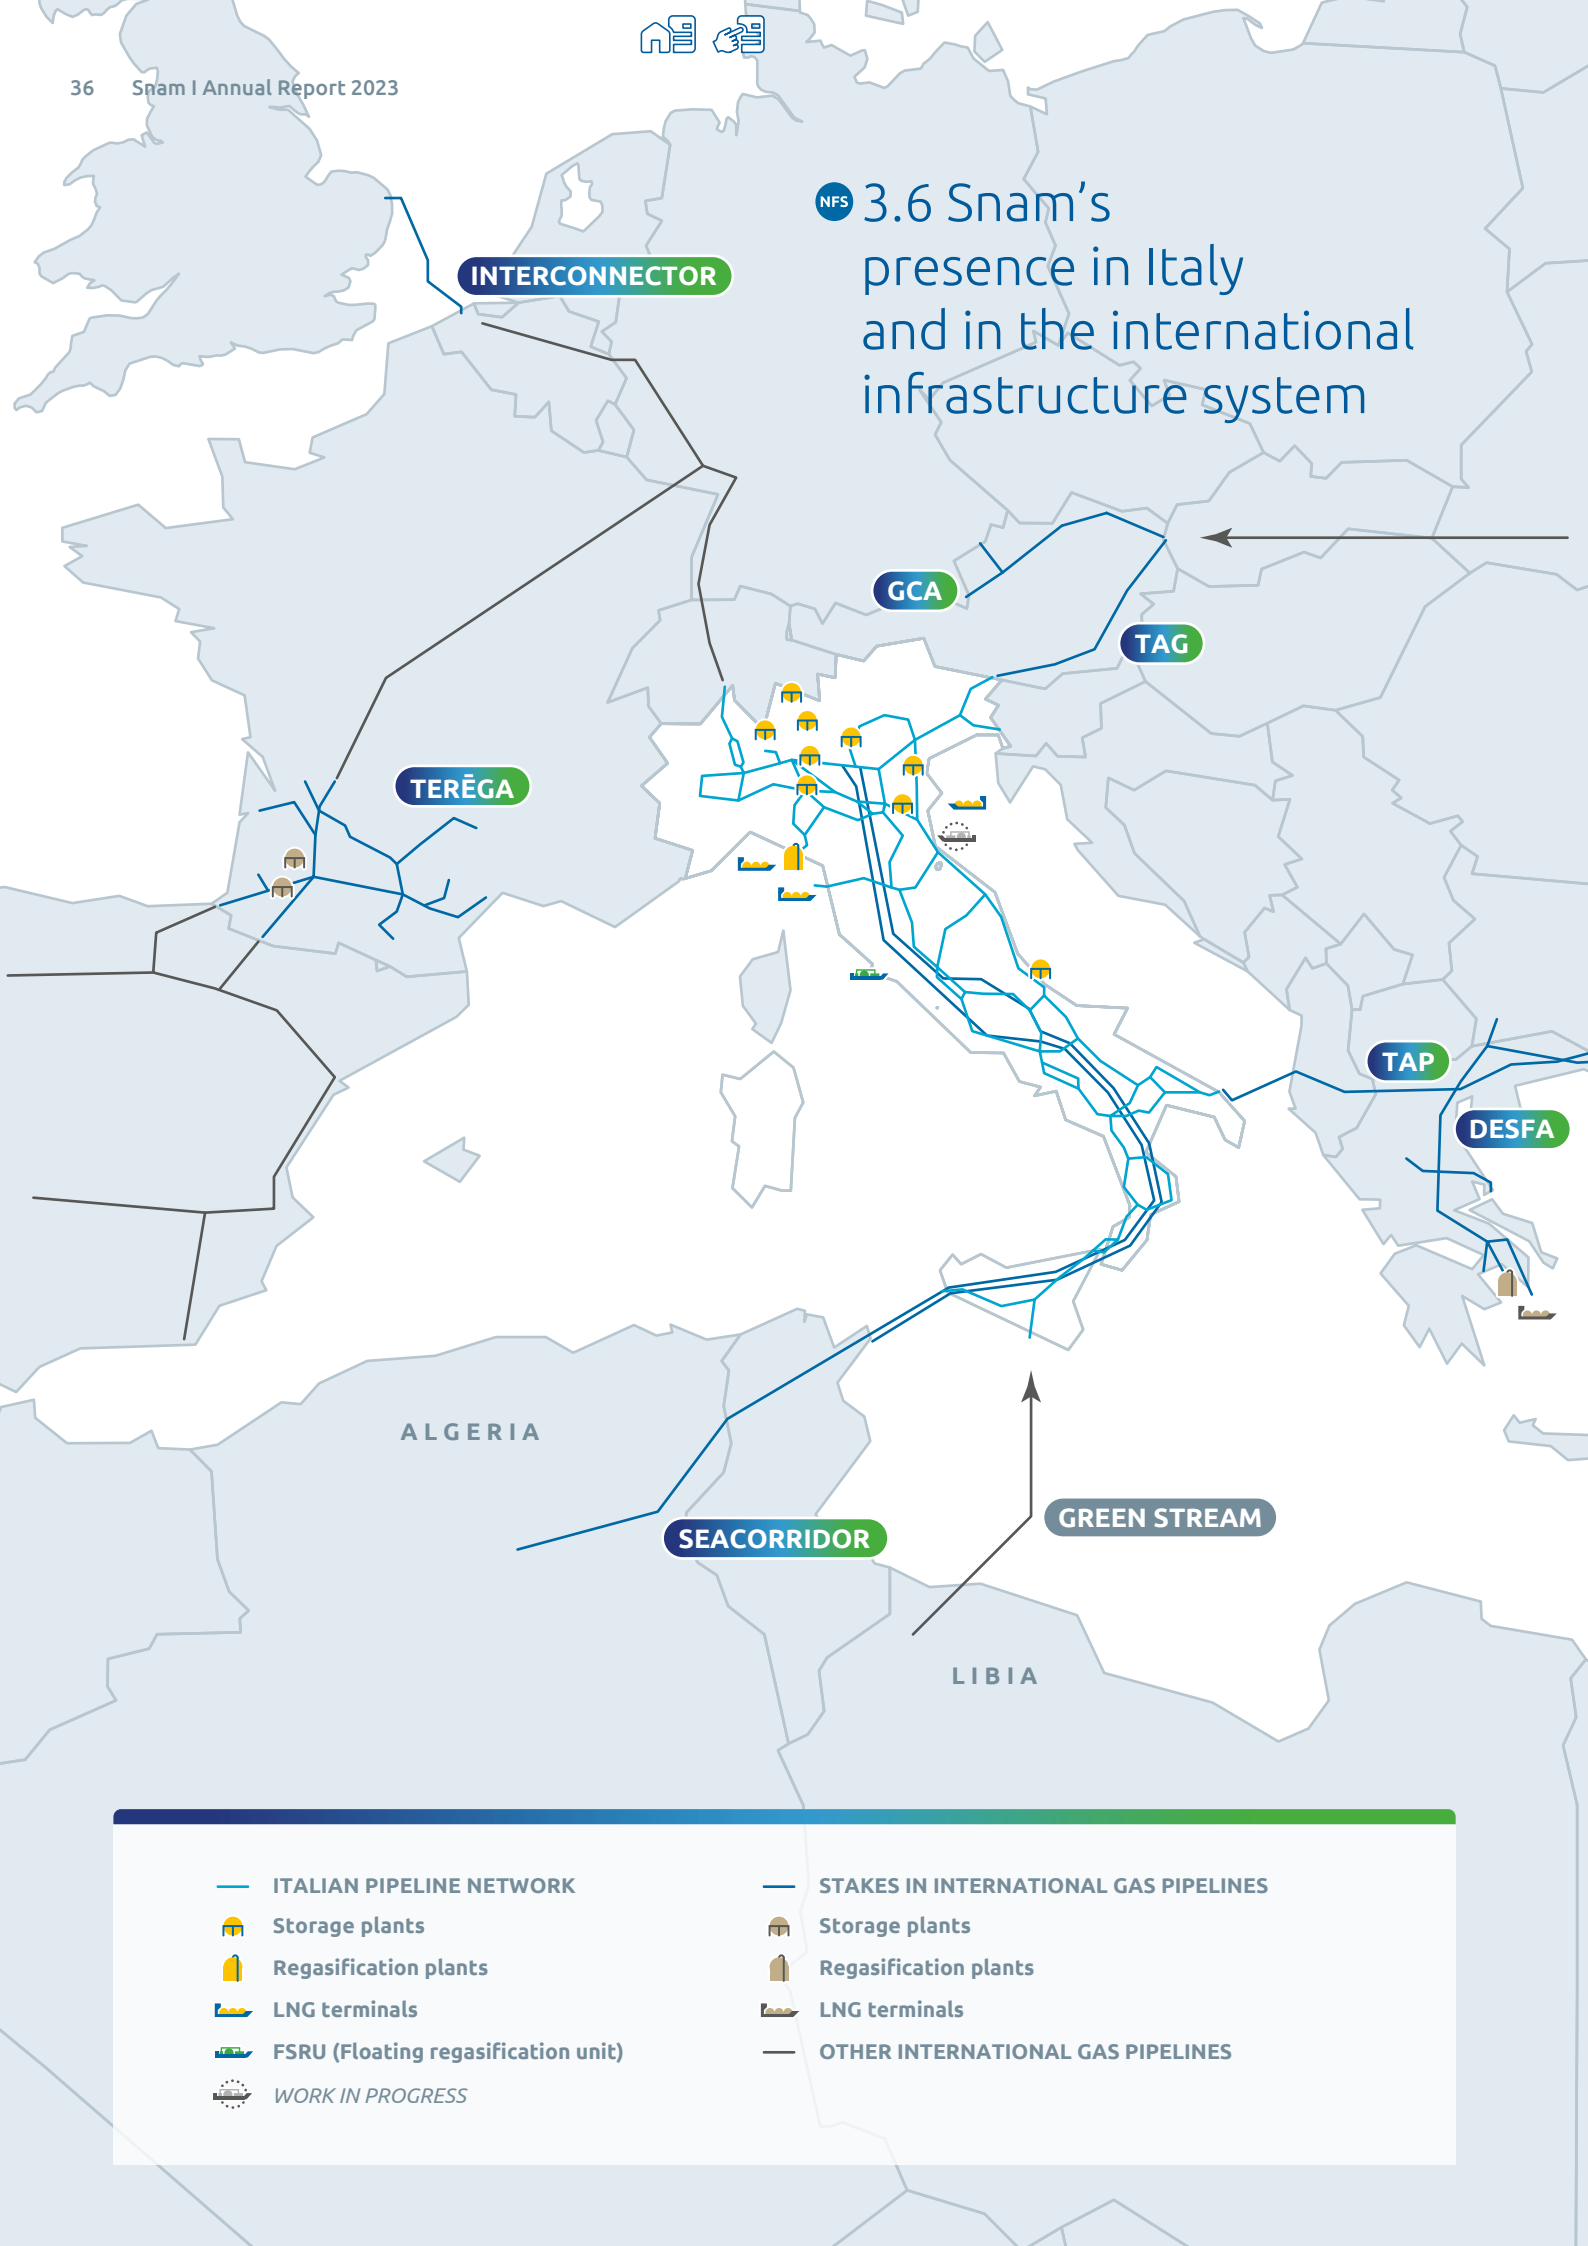 36 Snam I Annual Report 2023
NFS 3.6 Snam’s
presence in Italy
and in the international
infrastructure system
INTERCONNECTOR
GCA
TAG
TERĒGA
TAP
DESFA
ALGERIA
GREEN STREAM
SEACORRIDOR
LIBIA
ITALIAN PIPELINE NETWORK
Storage plants
Regasification plants
LNG terminals
FSRU (Floating regasification unit)
WORK IN PROGRESS
STAKES IN INTERNATIONAL GAS PIPELINES
Storage plants
Regasification plants
LNG terminals
OTHER INTERNATIONAL GAS PIPELINES